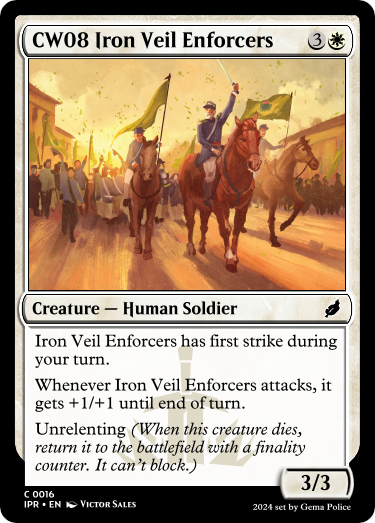 CW08 Iron Veil Enforcers 3
Creature — Human Soldier
Iron Veil Enforcers has first strike during
your turn.
Whenever Iron Veil Enforcers attacks, it
gets +1/+1 until end of turn.
Unrelenting (When this creature dies,
return it to the battlefield with a finality
counter. It can't block.)
3/3
C 0016
IPR • EN Victor Sales
2024 set by Gema Police